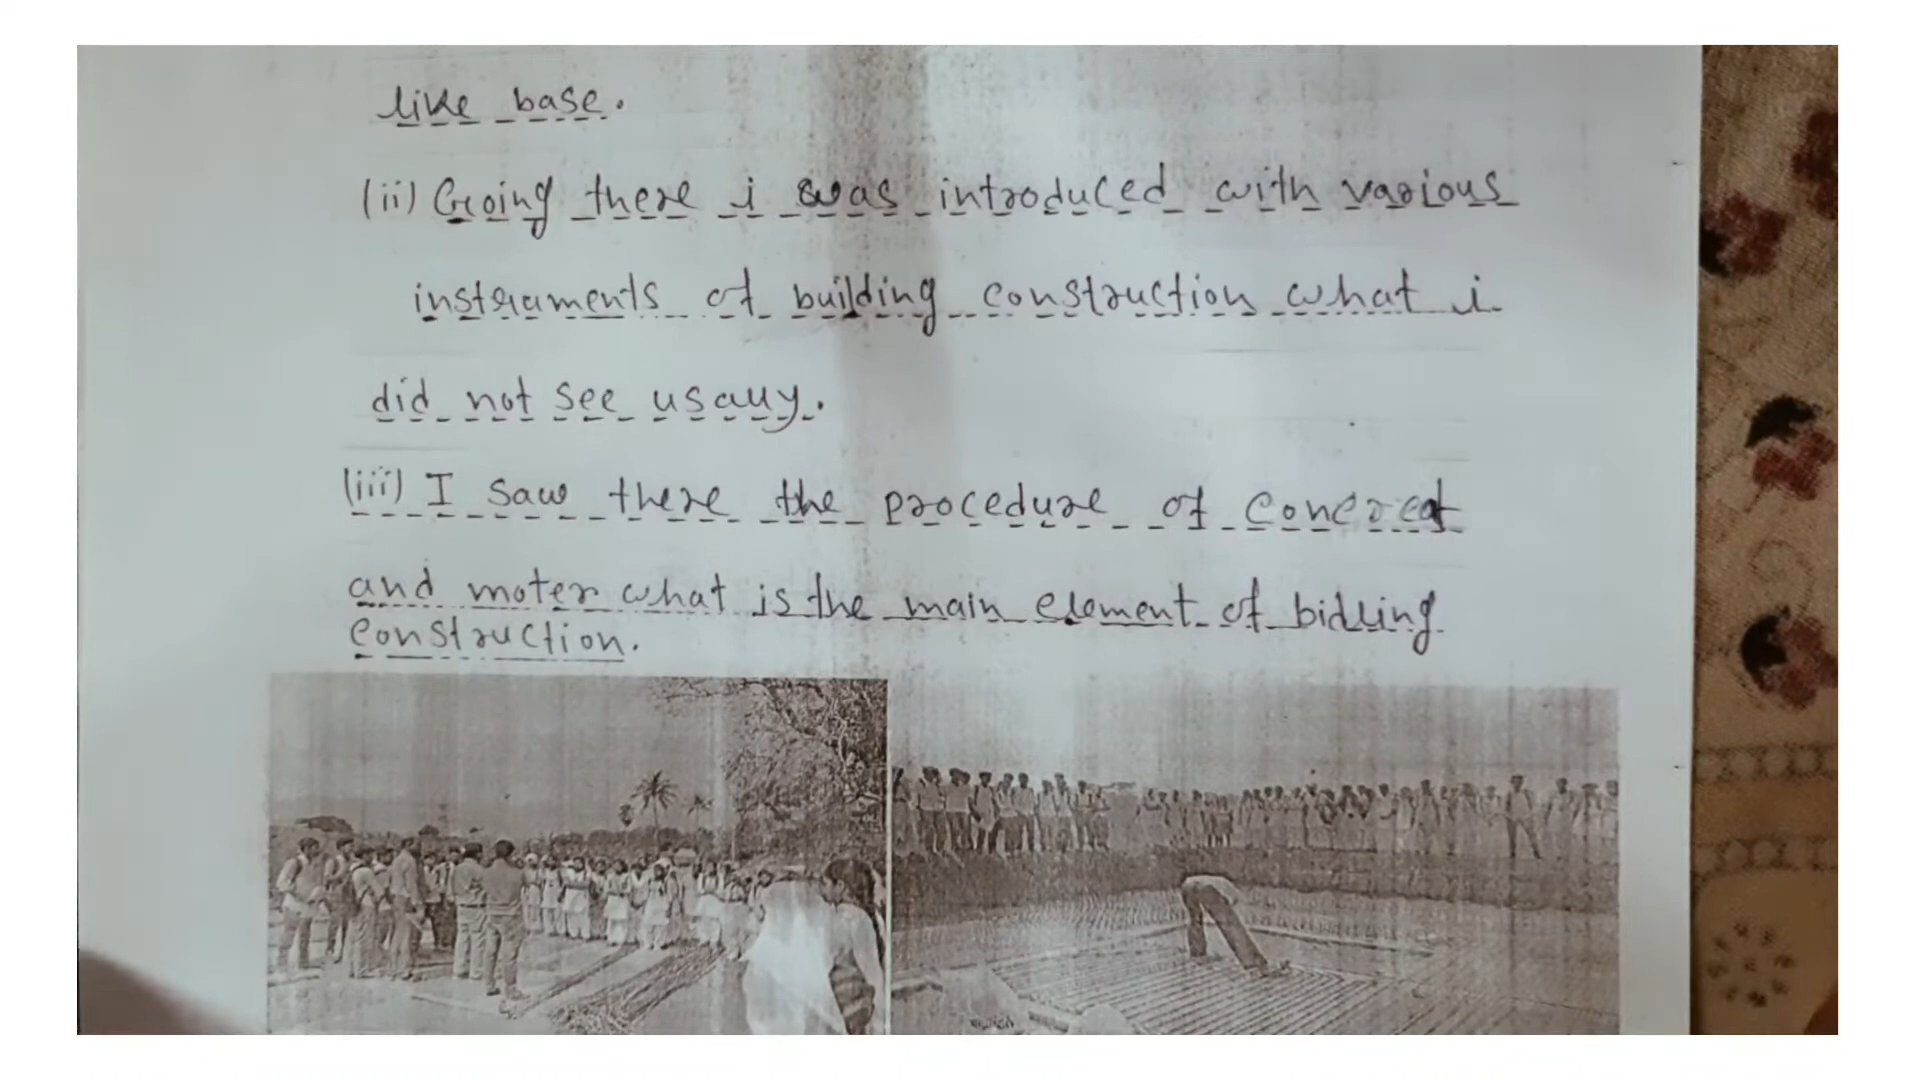 like base.
(ii) Going there i was introduced with various
instraments of building construction what i
did not see usauy.
(iii) I saw there the procedure of concreat
and moter what is the main element of bidling
construction.